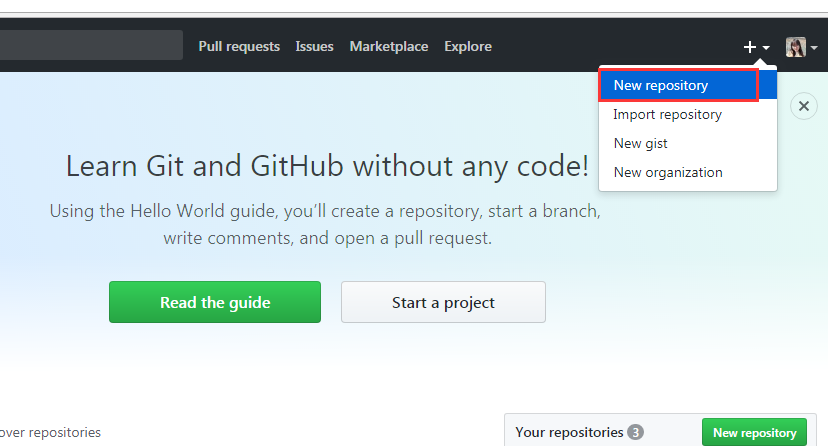 Pull requests Issues Marketplace Explore
New repository
Import repository
New gist
New organization
Learn Git and GitHub without any code!
Using the Hello World guide, you’ll create a repository, start a branch,
write comments, and open a pull request.
Read the guide
Start a project
over repositories
Your repositories 3
New repository